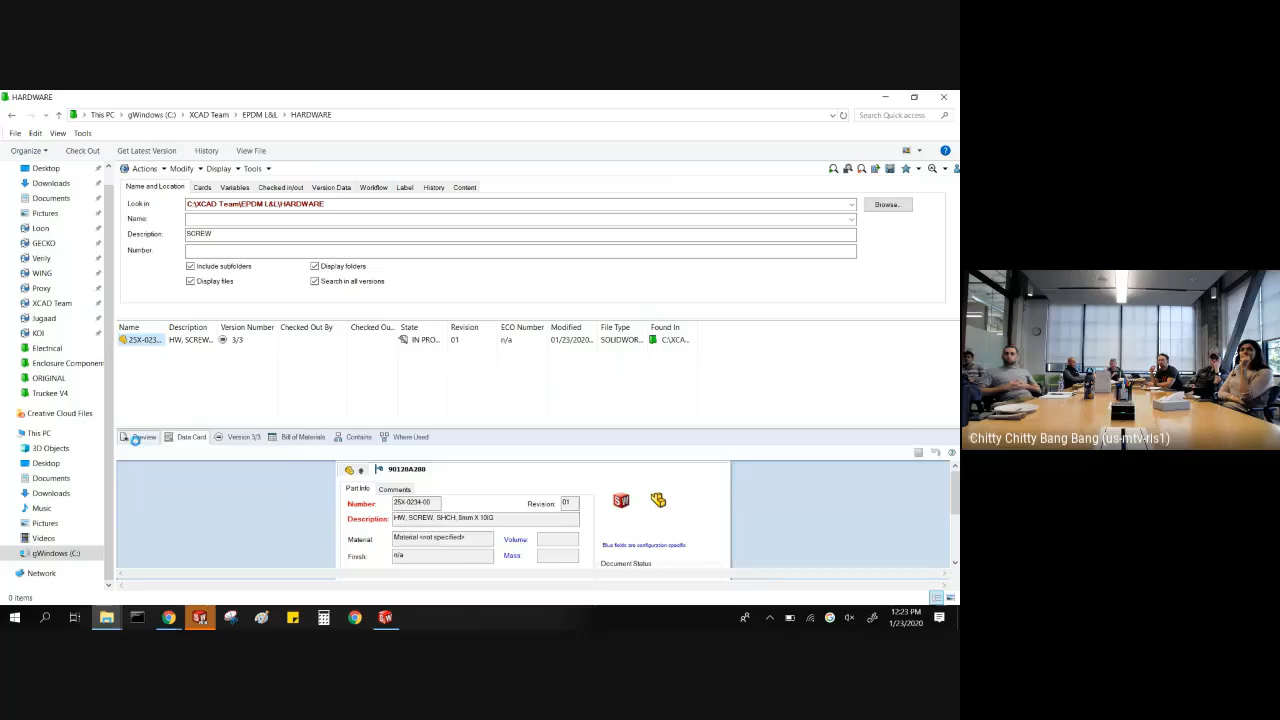 HARDWARE
This PC > gWindows (C:) > XCAD Team > EPDM L&L > HARDWARE
Search Quick access
File Edit View Tools
Organize Check Out Get Latest Version History View File
Actions Modify Display Tools
Name and Location Cards Variables Checked in/out Version Data Workflow Label History Content
Look in: C:\XCAD Team\EPDM L&L\HARDWARE Browse...
Name:
Description: SCREW
Number:
Include subfolders Display folders
Display files Search in all versions
Desktop
Downloads
Documents
Pictures
Loon
GECKO
Verily
WING
Proxy
XCAD Team
Jugaad
KOI
Electrical
Enclosure Component
ORIGINAL
Truckee V4
Creative Cloud Files
This PC
3D Objects
Desktop
Documents
Downloads
Music
Pictures
Videos
gWindows (C:)
Network
Name Description Version Number Checked Out By Checked Ou... State Revision ECO Number Modified File Type Found In
25X-023... HW, SCREW... 3/3 IN PRO... 01 n/a 01/23/2020... SOLIDWOR... C:\XCA...
Preview Data Card Version 3/3 Bill of Materials Contains Where Used
90128A288
Part Info Comments
Number: 25X-0234-00 Revision: 01
Description: HW, SCREW, SHCH, 8mm X 10lG
Material: Material <not specified> Volume:
Finish: n/a Mass:
Blue fields are configuration specific
Document Status
0 items
12:23 PM
1/23/2020
Chitty Chitty Bang Bang (us-mtv-rls1)